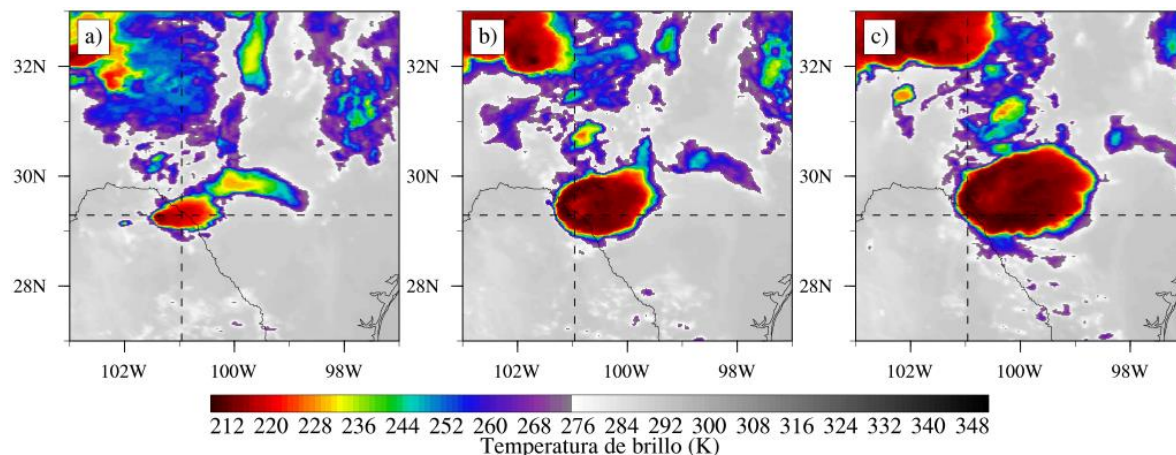 a) b) c)
32N 32N 32N
30N 30N 30N
28N 28N 28N
102W 100W 98W 102W 100W 98W 102W 100W 98W
212 220 228 236 244 252 260 268 276 284 292 300 308 316 324 332 340 348
Temperatura de brillo (K)